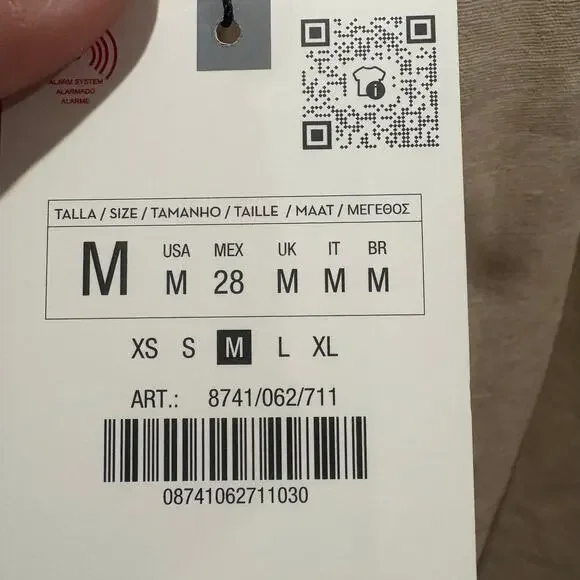 ALARM SYSTEM
ALARMADO
ALARME
TALLA / SIZE / TAMANHO / TAILLE / MAAT / ΜΕΓΕΘΟΣ
M
USA MEX UK IT BR
M 28 M M M
XS S M L XL
ART.: 8741/062/711
08741062711030